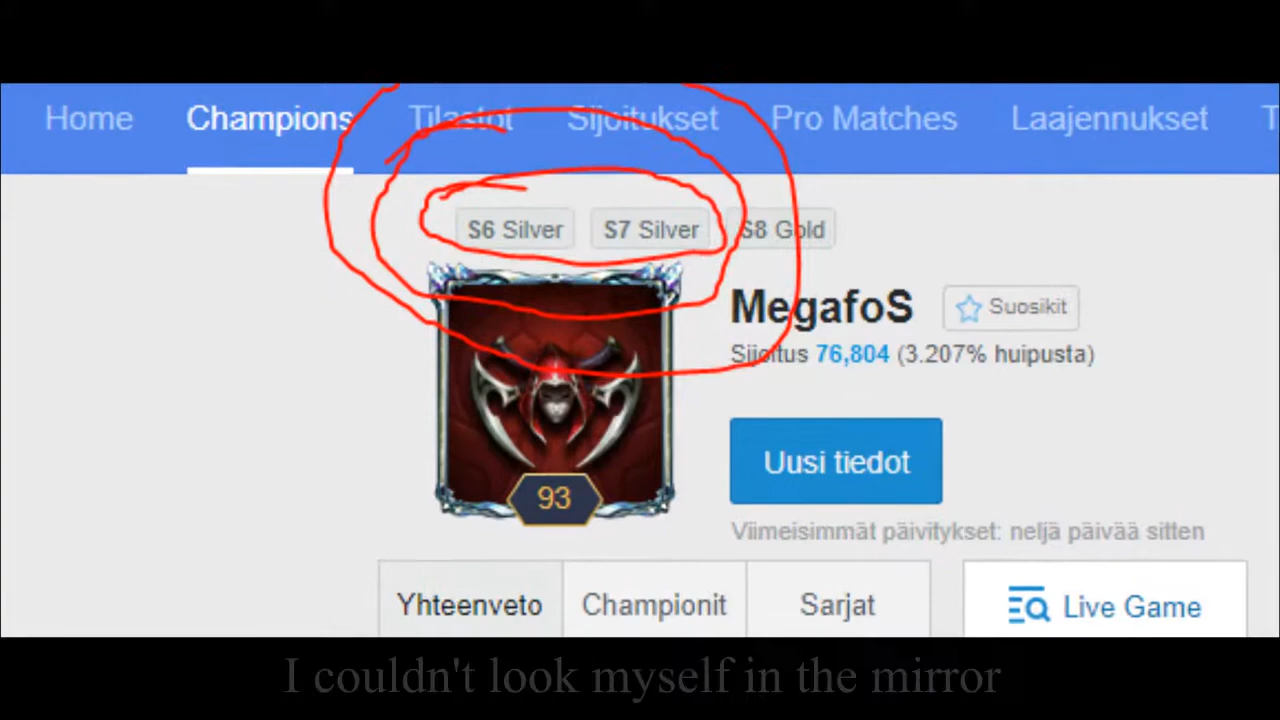 Home Champions Tilastot Sijoitukset Pro Matches Laajennukset T
S6 Silver S7 Silver S8 Gold
MegafoS Suosikit
Sijoitus 76,804 (3.207% huipusta)
Uusi tiedot
93
Viimeisimmät päivitykset: neljä päivää sitten
Yhteenveto Championit Sarjat Live Game
I couldn't look myself in the mirror